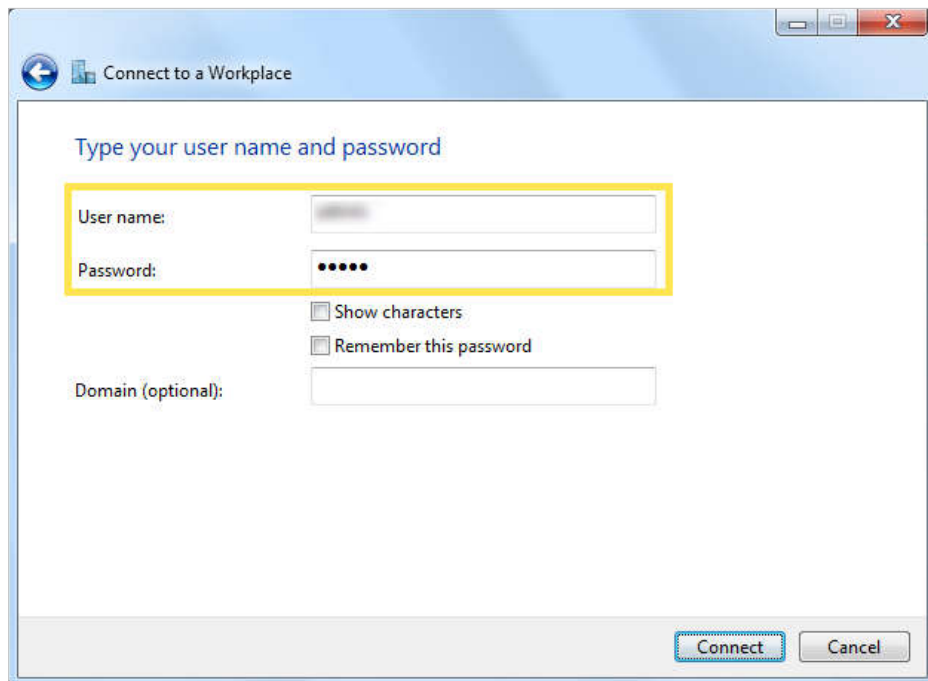 Connect to a Workplace
Type your user name and password
User name:
Password: •••••
Show characters
Remember this password
Domain (optional):
Connect Cancel